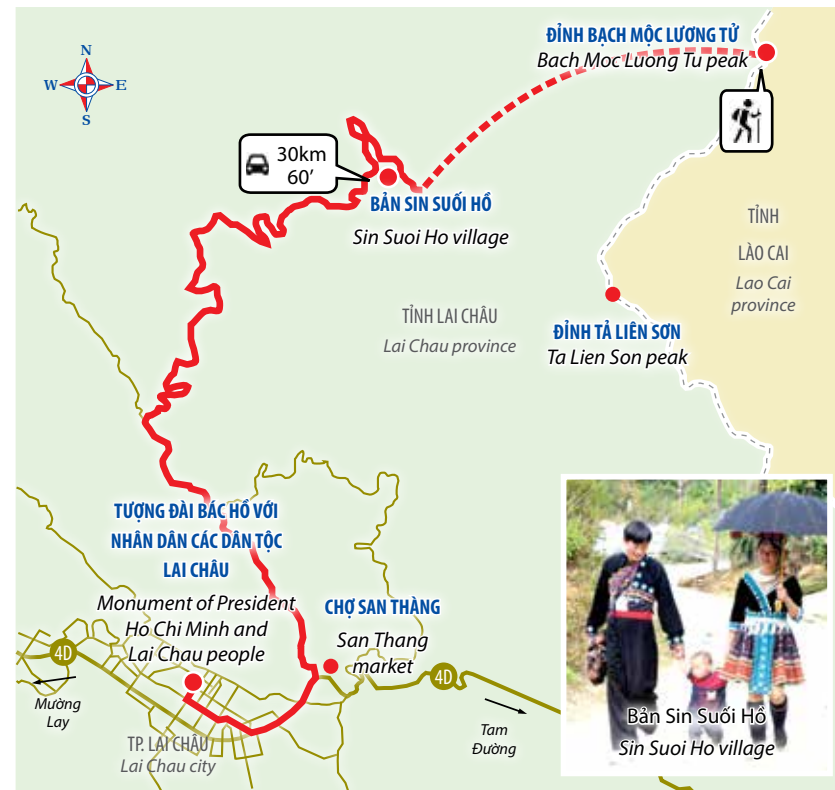 ĐỈNH BẠCH MỘC LƯƠNG TỬ
Bach Moc Luong Tu peak
N
W
E
S
30km
60’
BẢN SIN SUỐI HỒ
Sin Suoi Ho village
TỈNH
LÀO CAI
Lao Cai
province
TỈNH LAI CHÂU
Lai Chau province
ĐỈNH TẢ LIÊN SƠN
Ta Lien Son peak
TƯỢNG ĐÀI BÁC HỒ VỚI
NHÂN DÂN CÁC DÂN TỘC
LAI CHÂU
Monument of President
Ho Chi Minh and
Lai Chau people
CHỢ SAN THÀNG
San Thang
market
4D
4D
Mường
Lay
Tam
Đường
TP. LAI CHÂU
Lai Chau city
Bản Sin Suối Hồ
Sin Suoi Ho village